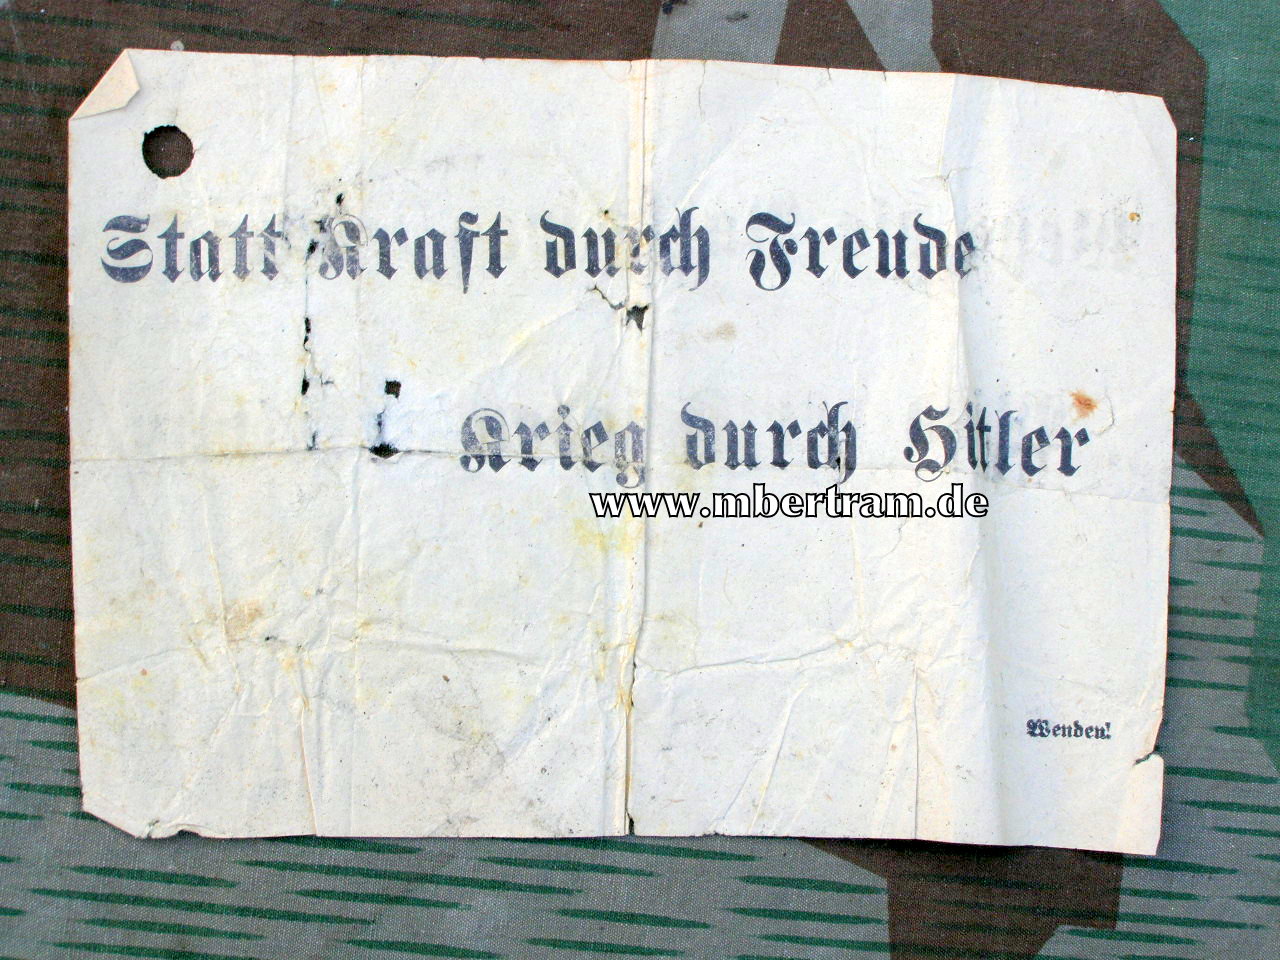 Statt Kraft durch Freude
Krieg durch Hitler
www.mbertram.de
Wenden!